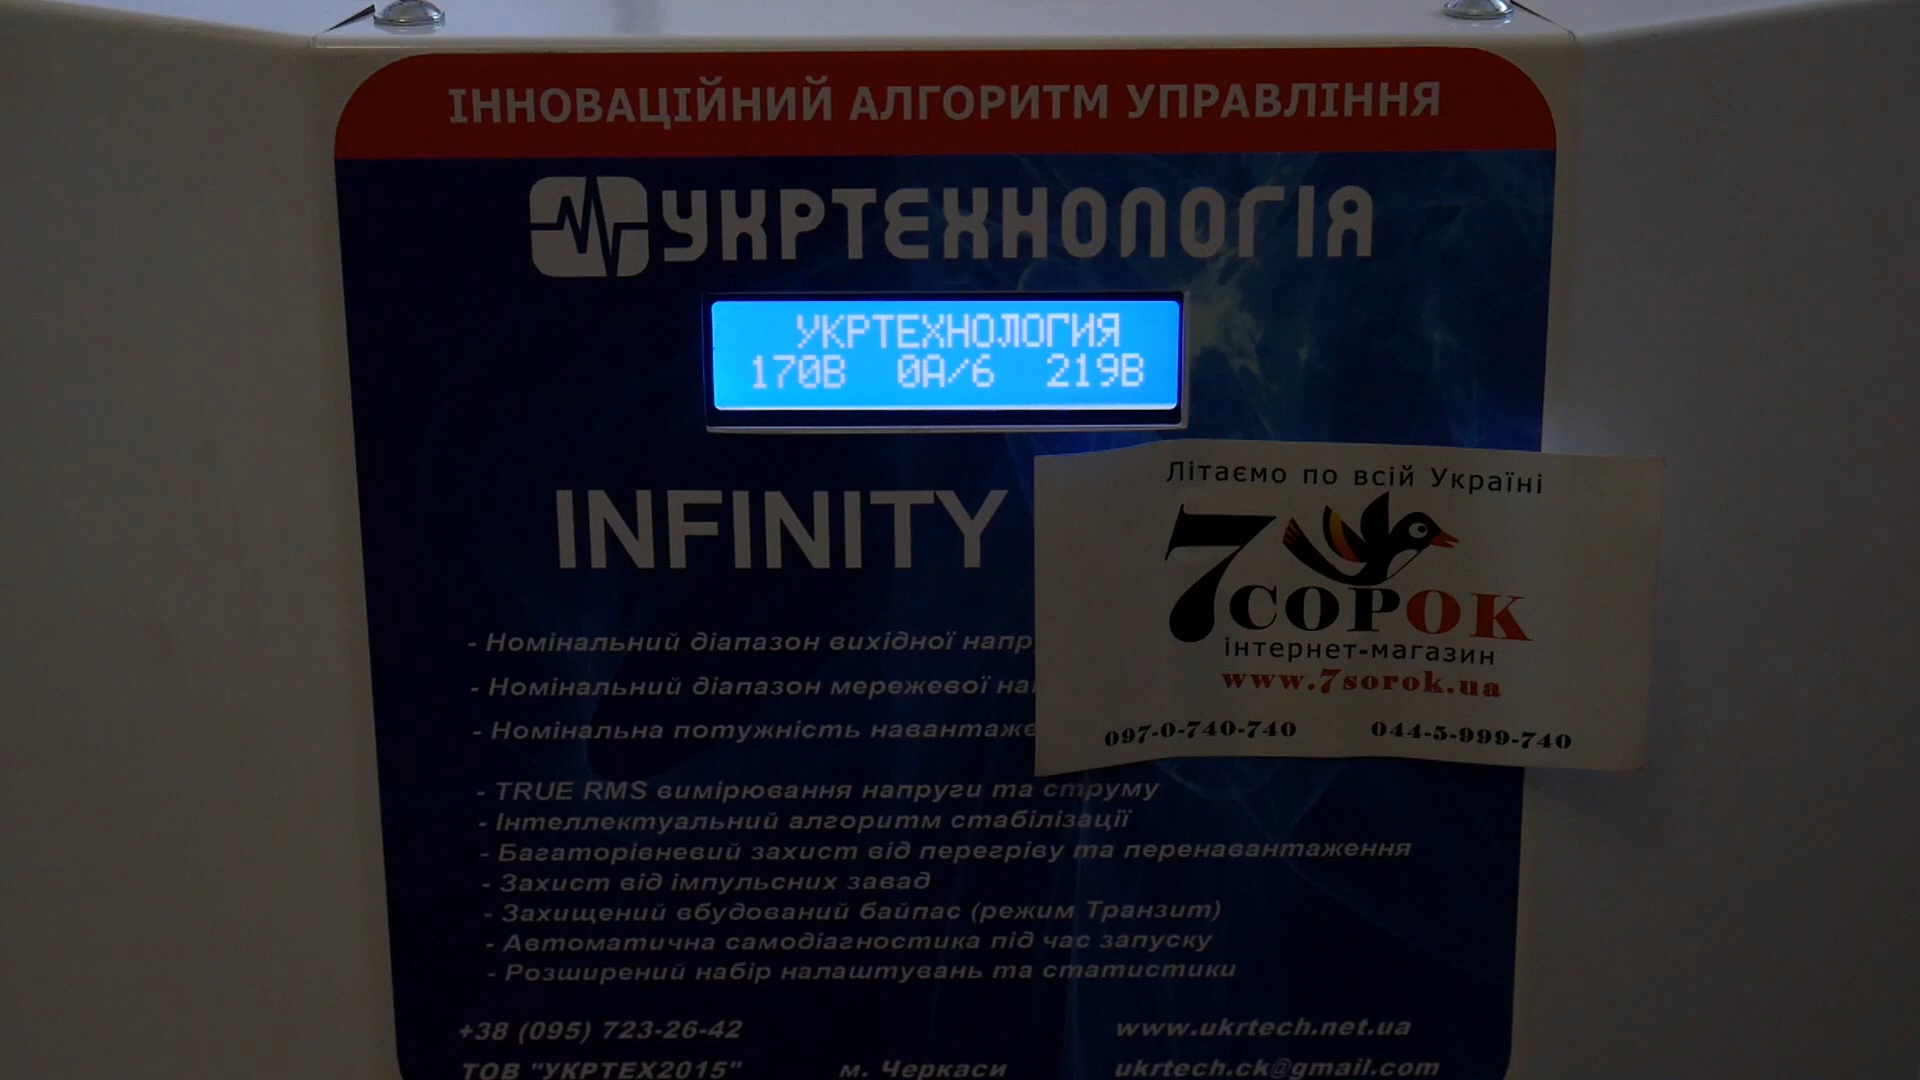 ІННОВАЦІЙНИЙ АЛГОРИТМ УПРАВЛІННЯ
УКРТЕХНОЛОГІЯ
УКРТЕХНОЛОГИЯ
170В 0А/6 219В
INFINITY
Літаємо по всій Україні
7СОРОК
інтернет-магазин
www.7sorok.ua
097-0-740-740 044-5-999-740
- Номінальний діапазон вихідної
- Номінальний діапазон мережевої
- Номінальна потужність
- TRUE RMS вимірювання напруги та струму
- Інтеллектуальний алгоритм стабілізації
- Багаторівневий захист від перегріву та перенавантаження
- Захист від імпульсних завад
- Захищений вбудований байпас (режим Транзит)
- Автоматична самодіагностика під час запуску
- Розширений набір налаштувань та статистики
+38 (095) 723-26-42 www.ukrtech.net.ua
ТОВ "УКРТЕХ2015" м. Черкаси ukrtech.ck@gmail.com